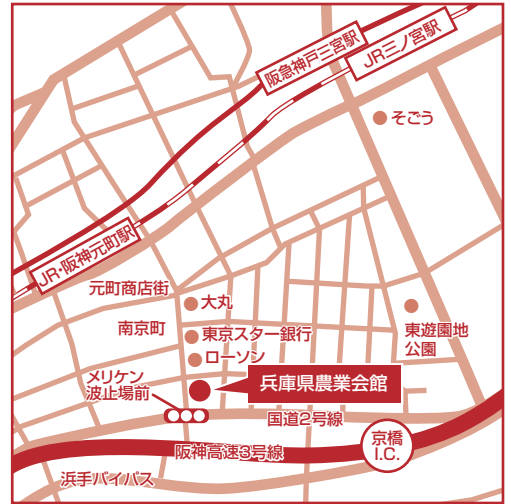 阪急神戸三宮駅
JR三ノ宮駅
そごう
JR・阪神元町駅
元町商店街
大丸
南京町
東京スター銀行
ローソン
東遊園地
公園
メリケン
波止場前
兵庫県農業会館
国道2号線
阪神高速3号線
京橋
I.C.
浜手バイパス